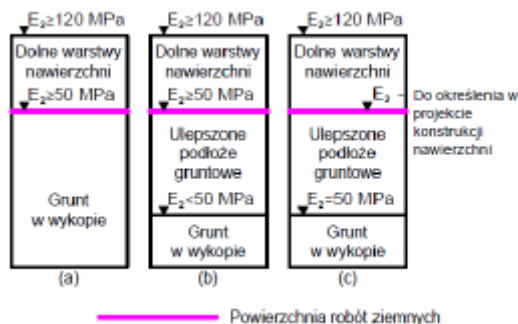 E₂≥120 MPa
Dolne warstwy
nawierzchni
E₂≥50 MPa
Grunt
w wykopie
(a)
E₂≥120 MPa
Dolne warstwy
nawierzchni
E₂≥50 MPa
Ulepszone
podłoże
gruntowe
E₂<50 MPa
Grunt
w wykopie
(b)
E₂≥120 MPa
Dolne warstwy
nawierzchni
E₂ - Do określenia w
projekcie
konstrukcji
nawierzchni
Ulepszone
podłoże
gruntowe
E₂=50 MPa
Grunt
w wykopie
(c)
Powierzchnia robót ziemnych